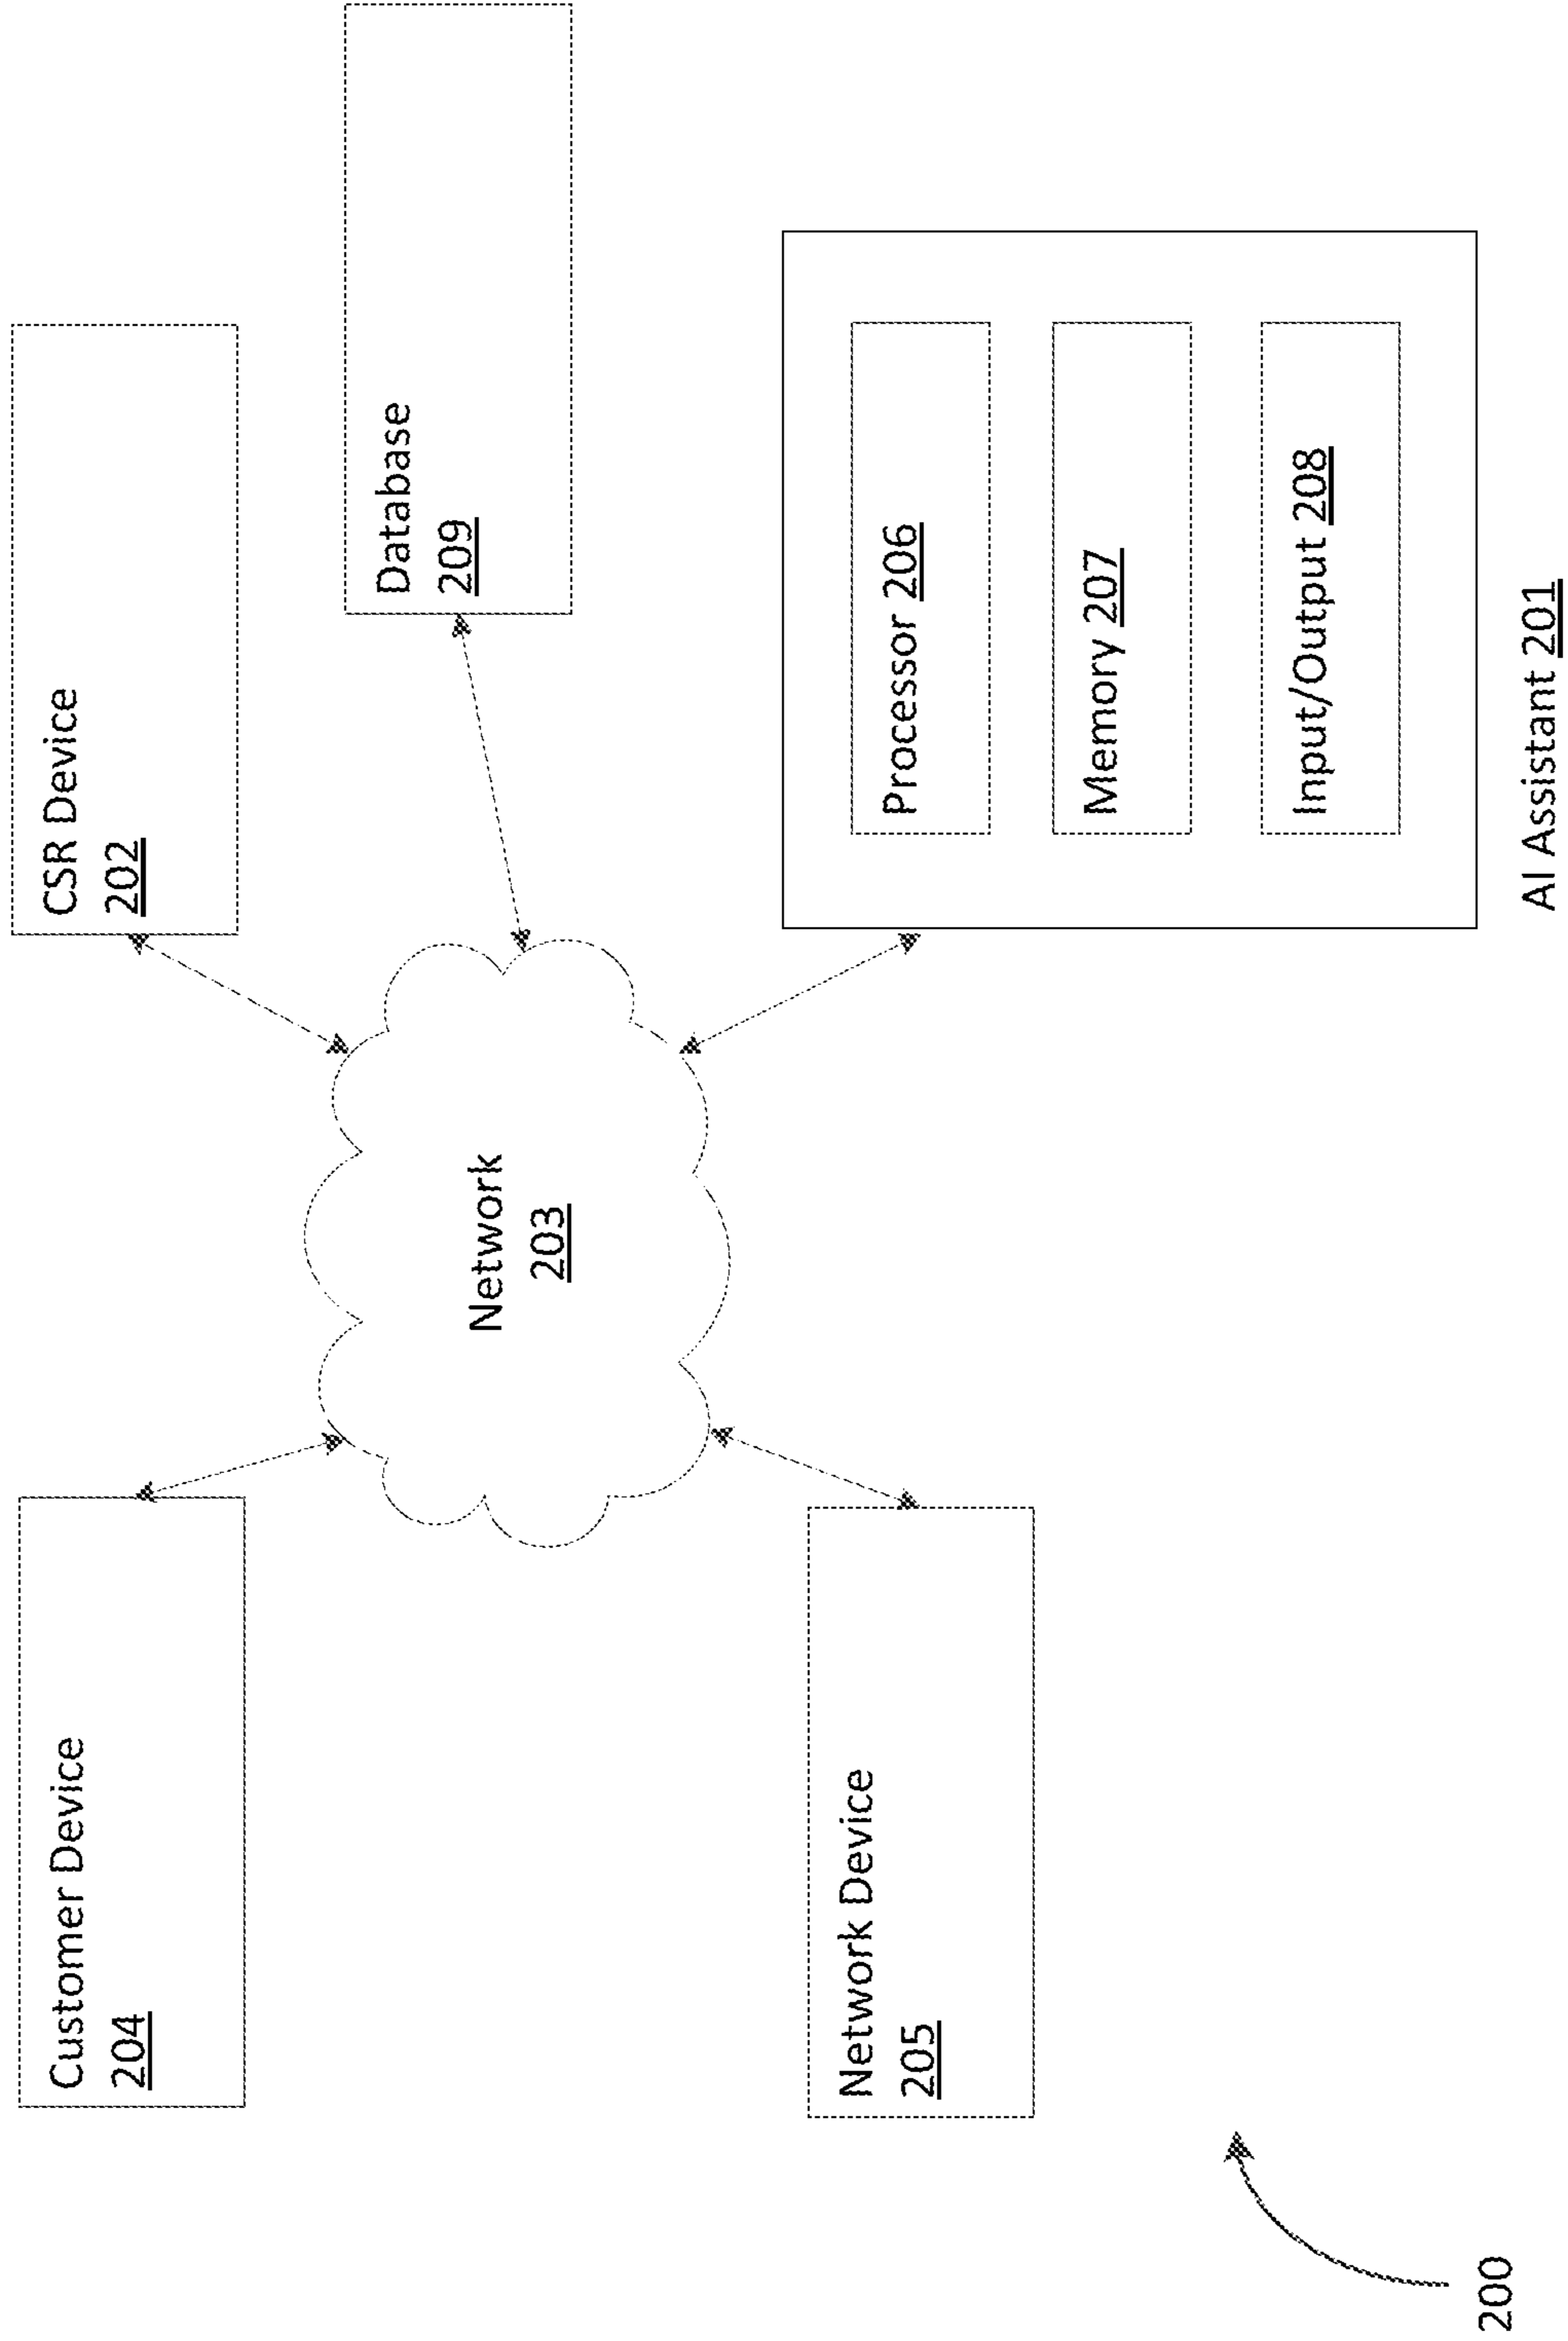 Customer Device
204
CSR Device
202
Database
209
Network
203
Network Device
205
Processor 206
Memory 207
Input/Output 208
AI Assistant 201
200